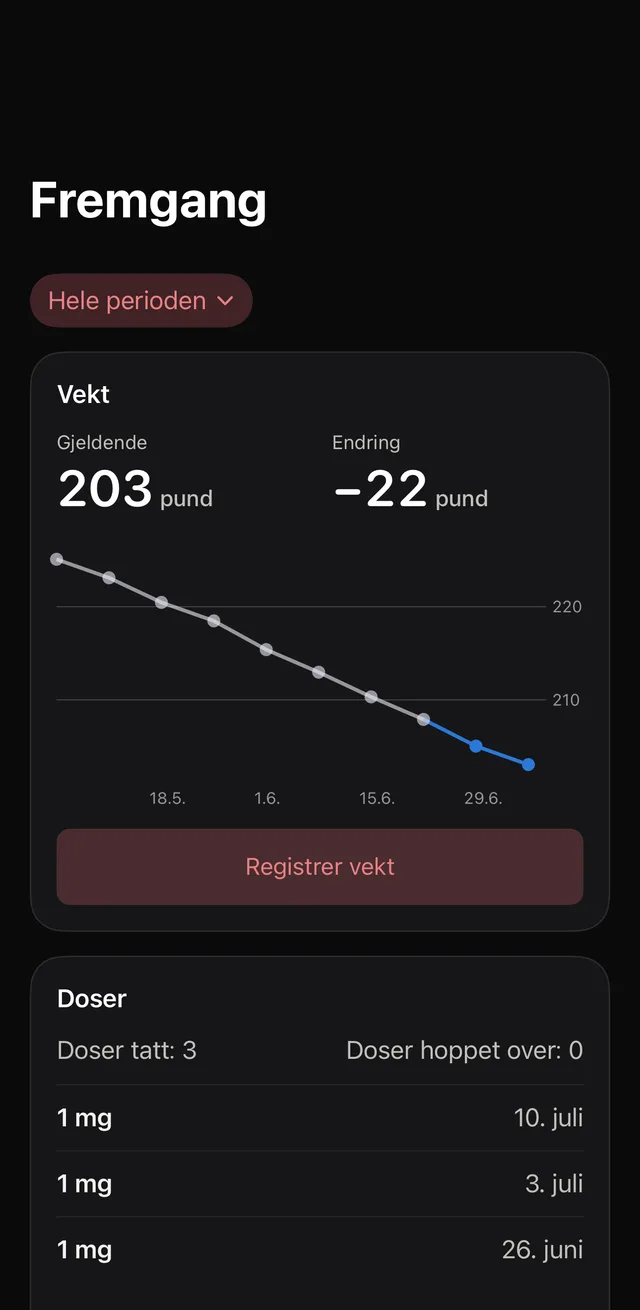 Fremgang
Hele perioden
Vekt
Gjeldende Endring
203 pund −22 pund
220
210
18.5. 1.6. 15.6. 29.6.
Registrer vekt
Doser
Doser tatt: 3 Doser hoppet over: 0
1 mg 10. juli
1 mg 3. juli
1 mg 26. juni